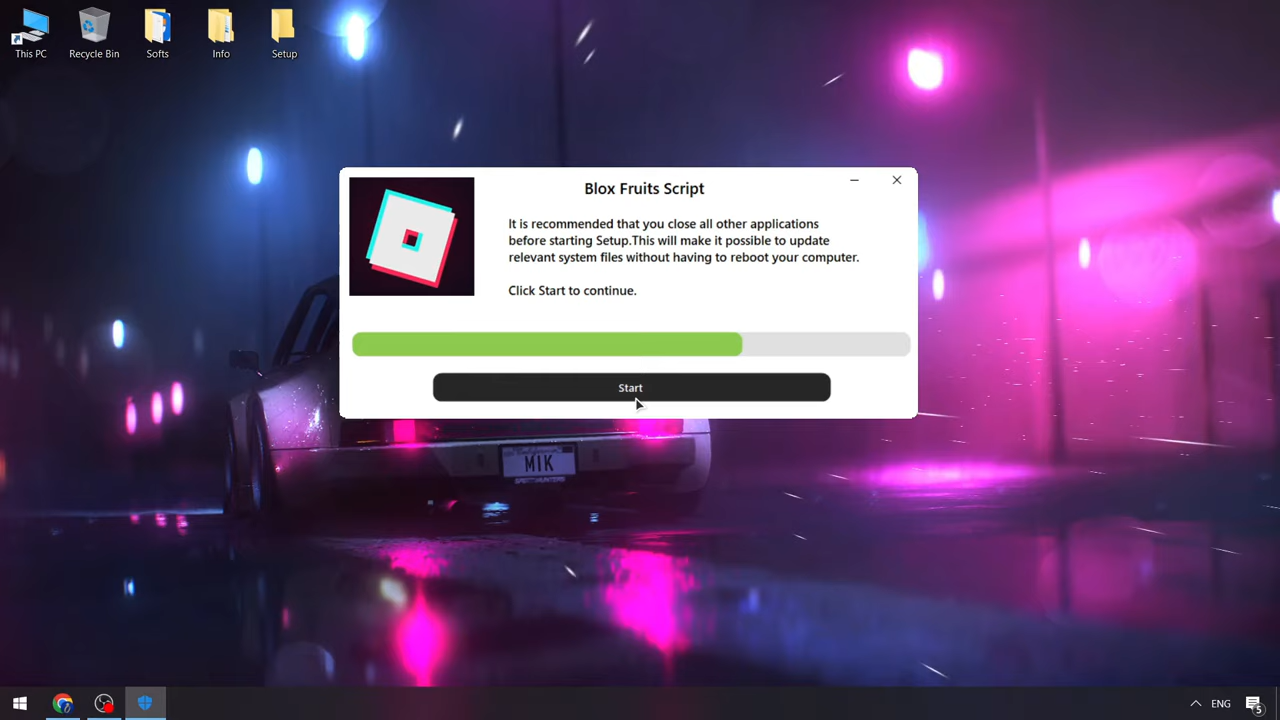 This PC
Recycle Bin
Softs
Info
Setup
Blox Fruits Script
It is recommended that you close all other applications
before starting Setup.This will make it possible to update
relevant system files without having to reboot your computer.
Click Start to continue.
Start
MIK
ENG
5